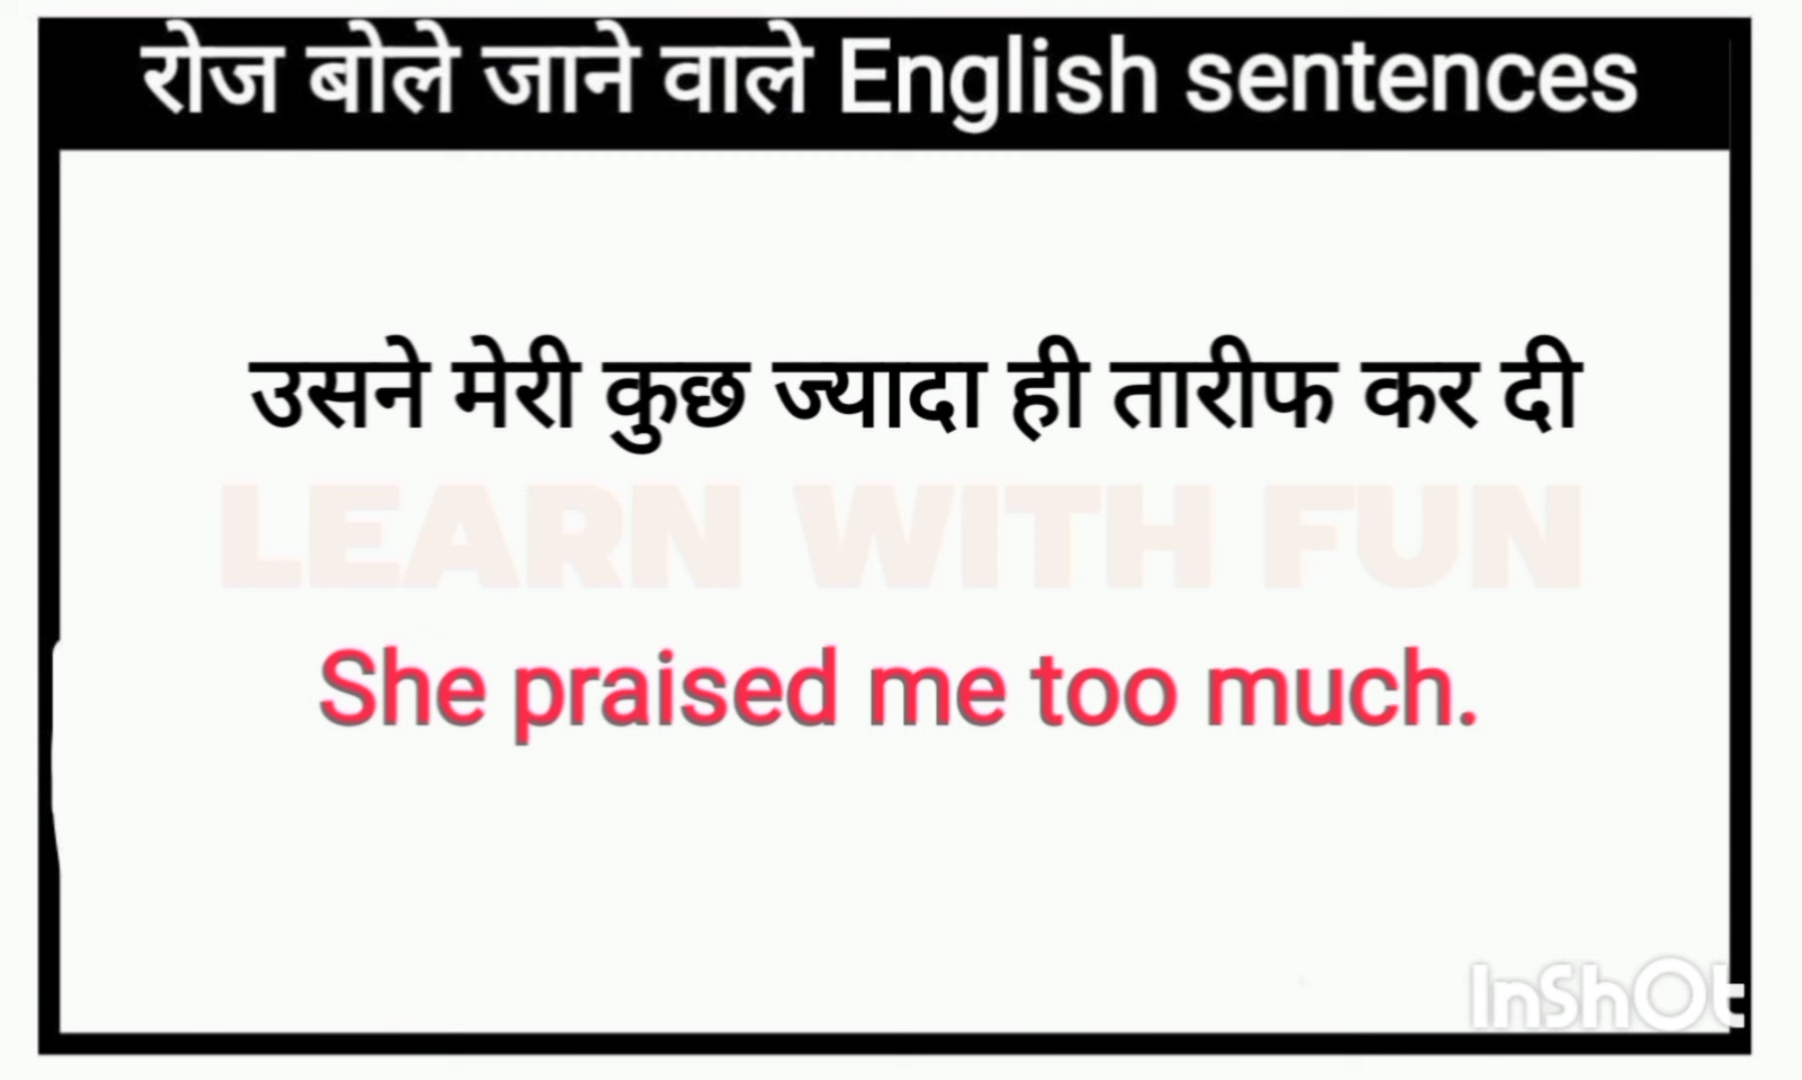 रोज बोले जाने वाले English sentences
उसने मेरी कुछ ज्यादा ही तारीफ कर दी
LEARN WITH FUN
She praised me too much.
InShOt